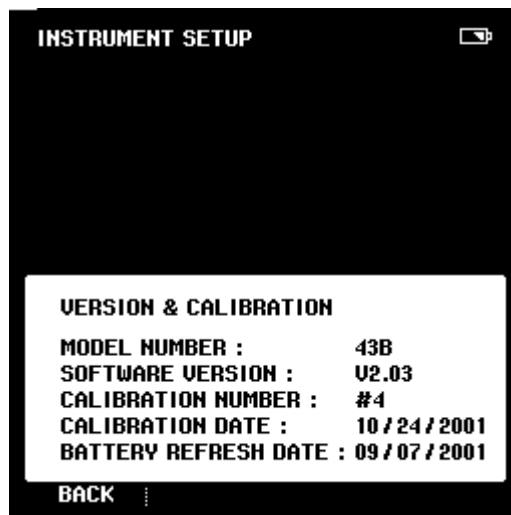 INSTRUMENT SETUP
VERSION & CALIBRATION
MODEL NUMBER : 43B
SOFTWARE VERSION : V2.03
CALIBRATION NUMBER : #4
CALIBRATION DATE : 10/24/2001
BATTERY REFRESH DATE : 09/07/2001
BACK